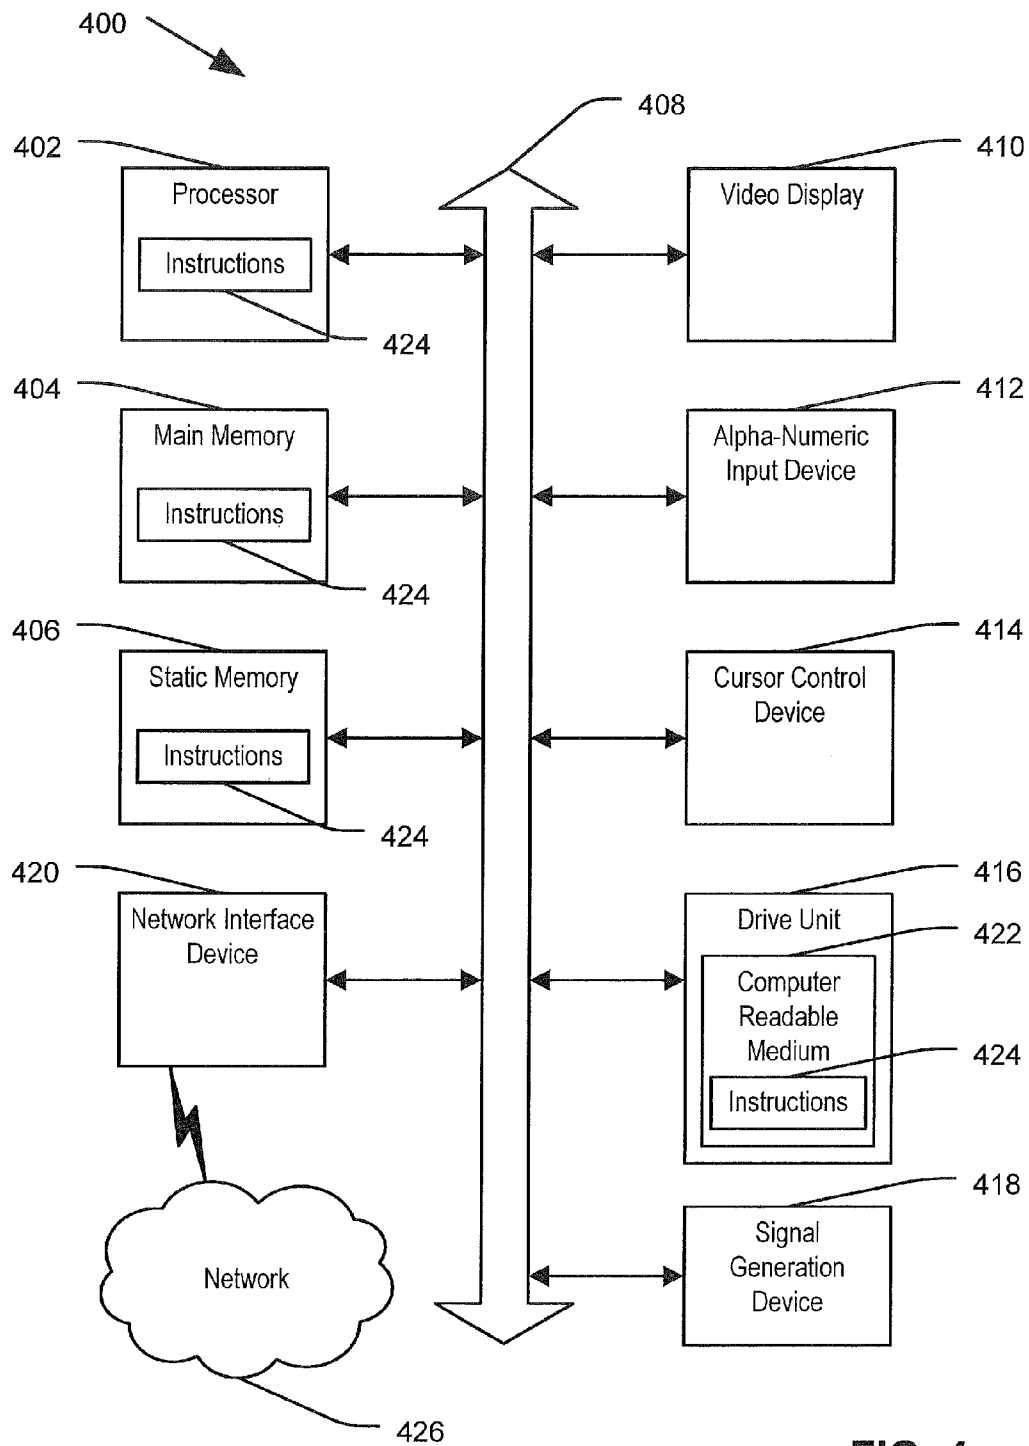 400
408
402
Processor
Instructions
424
410
Video Display
404
Main Memory
Instructions
424
412
Alpha-Numeric
Input Device
406
Static Memory
Instructions
424
414
Cursor Control
Device
420
Network Interface
Device
416
Drive Unit
422
Computer
Readable
Medium
424
Instructions
418
Signal
Generation
Device
Network
426